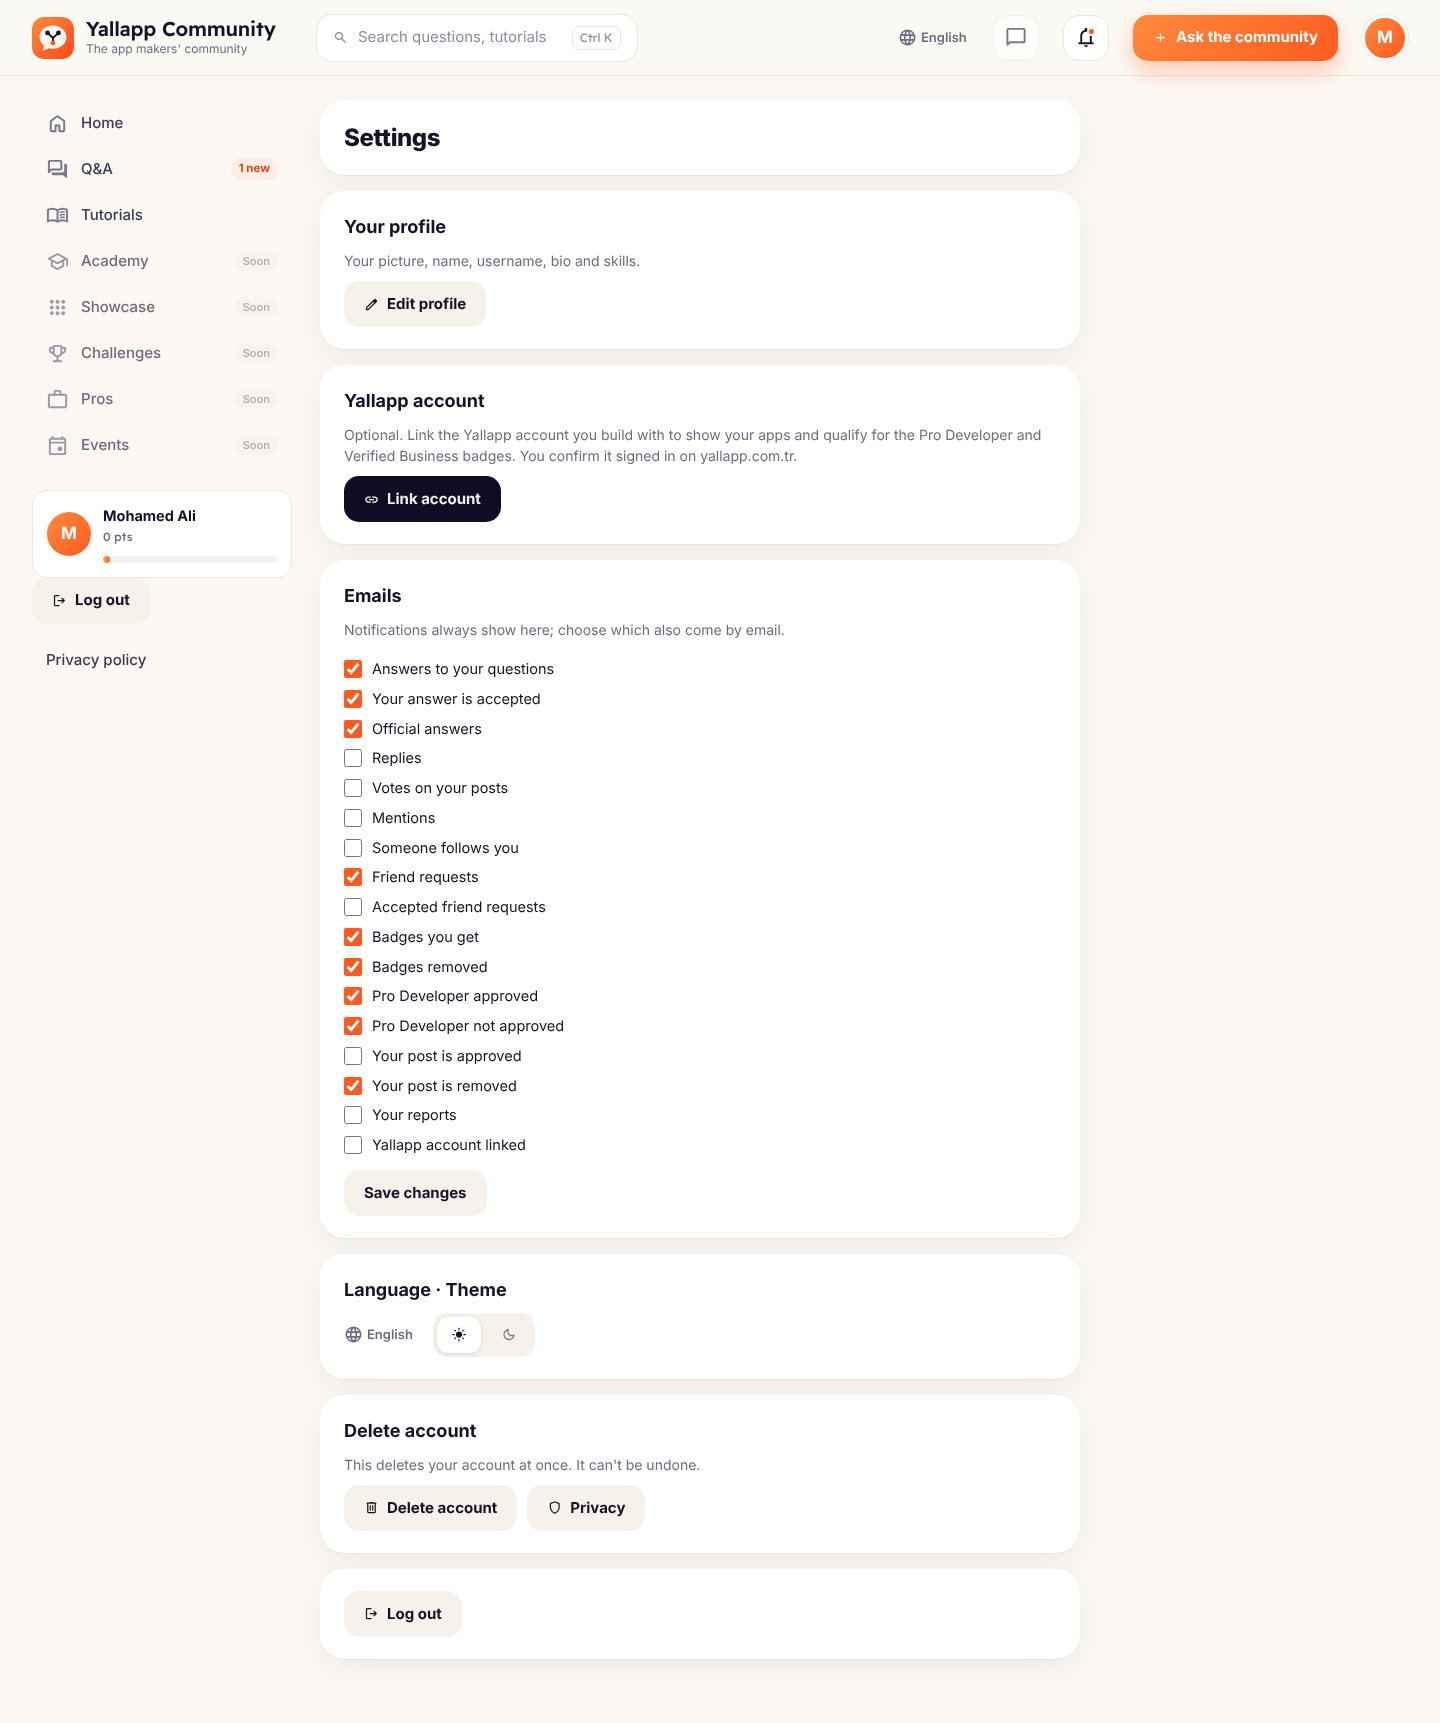 Yallapp Community
The app makers' community
Search questions, tutorials
Ctrl K
English
Ask the community
M
Home
Q&A
1 new
Tutorials
Academy
Soon
Showcase
Soon
Challenges
Soon
Pros
Soon
Events
Soon
M
Mohamed Ali
0 pts
Log out
Privacy policy
Settings
Your profile
Your picture, name, username, bio and skills.
Edit profile
Yallapp account
Optional. Link the Yallapp account you build with to show your apps and qualify for the Pro Developer and
Verified Business badges. You confirm it signed in on yallapp.com.tr.
Link account
Emails
Notifications always show here; choose which also come by email.
Answers to your questions
Your answer is accepted
Official answers
Replies
Votes on your posts
Mentions
Someone follows you
Friend requests
Accepted friend requests
Badges you get
Badges removed
Pro Developer approved
Pro Developer not approved
Your post is approved
Your post is removed
Your reports
Yallapp account linked
Save changes
Language · Theme
English
Delete account
This deletes your account at once. It can't be undone.
Delete account
Privacy
Log out